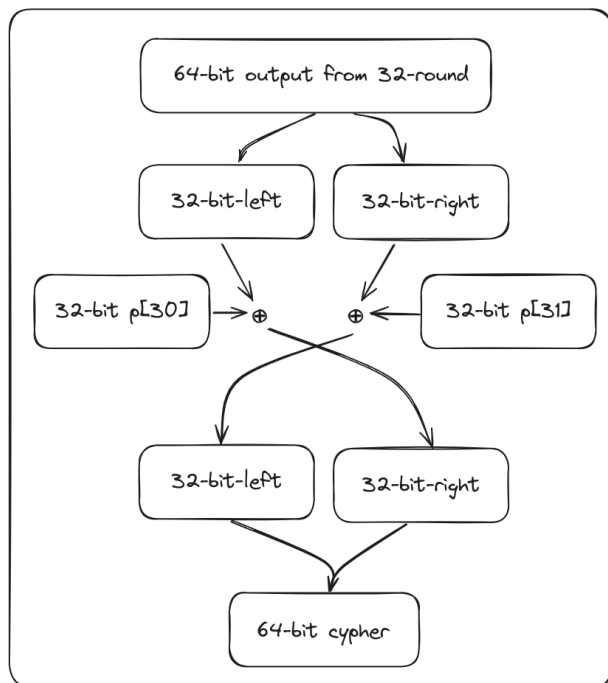 64-bit output from 32-round
32-bit-left
32-bit-right
32-bit p[30]
⊕
⊕
32-bit p[31]
32-bit-left
32-bit-right
64-bit cypher